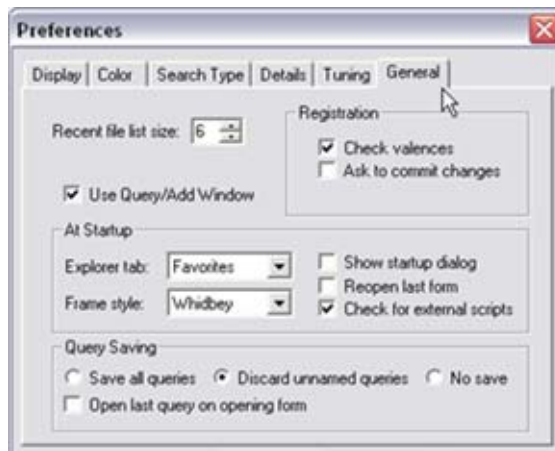 Preferences
Display Color Search Type Details Tuning General
Recent file list size: 6
Registration
Check valences
Ask to commit changes
Use Query/Add Window
At Startup
Explorer tab: Favorites
Show startup dialog
Reopen last form
Frame style: Whidbey
Check for external scripts
Query Saving
Save all queries Discard unnamed queries No save
Open last query on opening form